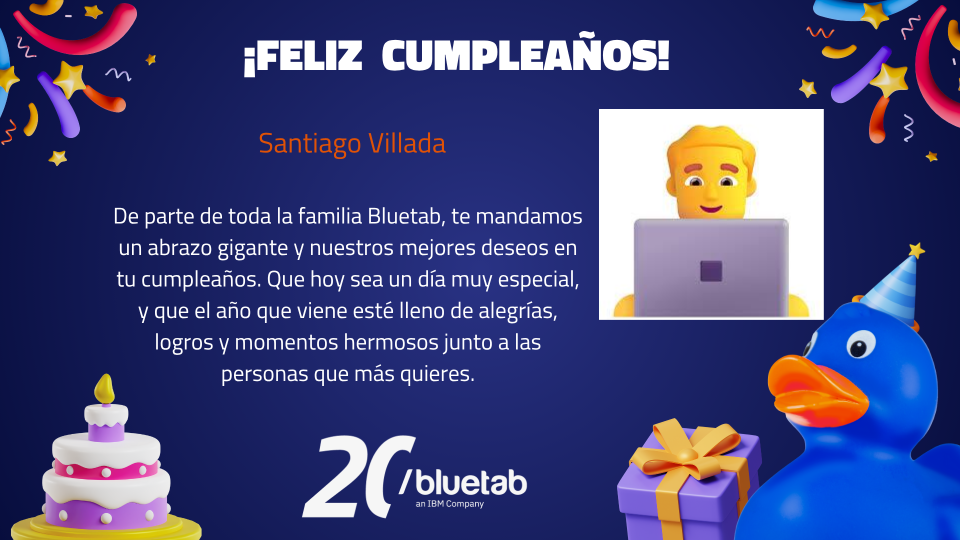 ¡FELIZ CUMPLEAÑOS!
Santiago Villada
De parte de toda la familia Bluetab, te mandamos
un abrazo gigante y nuestros mejores deseos en
tu cumpleaños. Que hoy sea un día muy especial,
y que el año que viene esté lleno de alegrías,
logros y momentos hermosos junto a las
personas que más quieres.
20/bluetab
an IBM Company